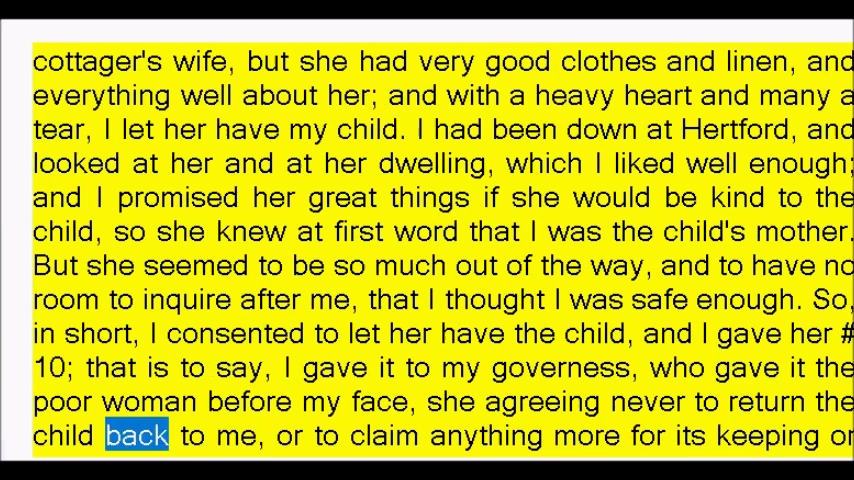 cottager's wife, but she had very good clothes and linen, and
everything well about her; and with a heavy heart and many a
tear, I let her have my child. I had been down at Hertford, and
looked at her and at her dwelling, which I liked well enough;
and I promised her great things if she would be kind to the
child, so she knew at first word that I was the child's mother.
But she seemed to be so much out of the way, and to have no
room to inquire after me, that I thought I was safe enough. So,
in short, I consented to let her have the child, and I gave her #
10; that is to say, I gave it to my governess, who gave it the
poor woman before my face, she agreeing never to return the
child back to me, or to claim anything more for its keeping or